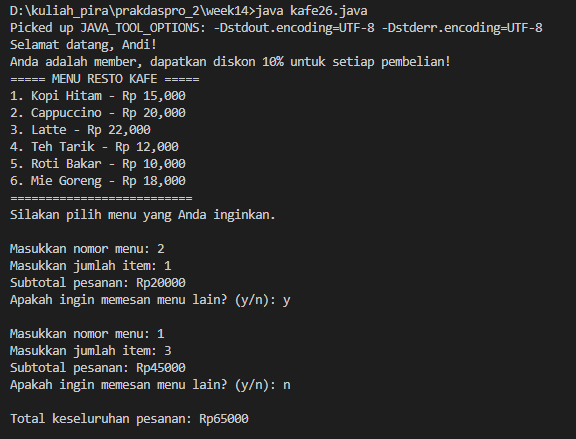 D:\kuliah_pira\prakdaspro_2\week14>java kafe26.java
Picked up JAVA_TOOL_OPTIONS: -Dstdout.encoding=UTF-8 -Dstderr.encoding=UTF-8
Selamat datang, Andi!
Anda adalah member, dapatkan diskon 10% untuk setiap pembelian!
===== MENU RESTO KAFE =====
1. Kopi Hitam - Rp 15,000
2. Cappuccino - Rp 20,000
3. Latte - Rp 22,000
4. Teh Tarik - Rp 12,000
5. Roti Bakar - Rp 10,000
6. Mie Goreng - Rp 18,000
==========================
Silakan pilih menu yang Anda inginkan.
Masukkan nomor menu: 2
Masukkan jumlah item: 1
Subtotal pesanan: Rp20000
Apakah ingin memesan menu lain? (y/n): y
Masukkan nomor menu: 1
Masukkan jumlah item: 3
Subtotal pesanan: Rp45000
Apakah ingin memesan menu lain? (y/n): n
Total keseluruhan pesanan: Rp65000